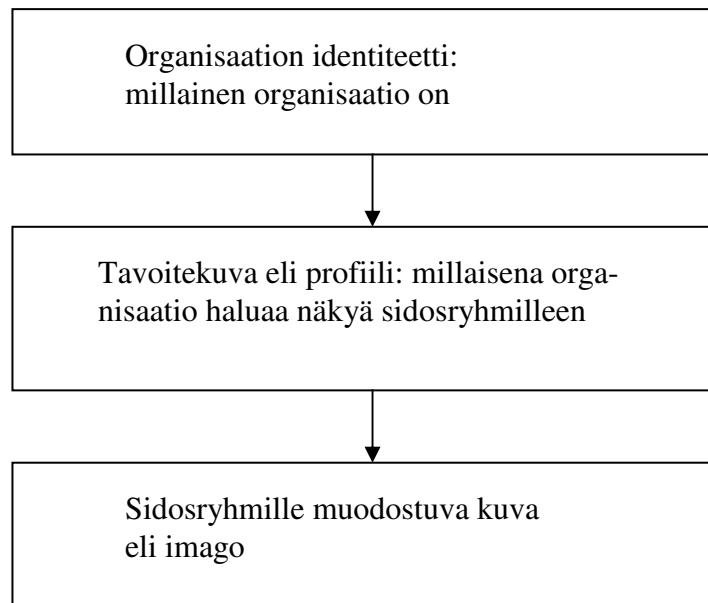 Organisaation identiteetti:
millainen organisaatio on
Tavoitekuva eli profiili: millaisena orga-
nisaatio haluaa näkyä sidosryhmilleen
Sidosryhmille muodostuva kuva
eli imago